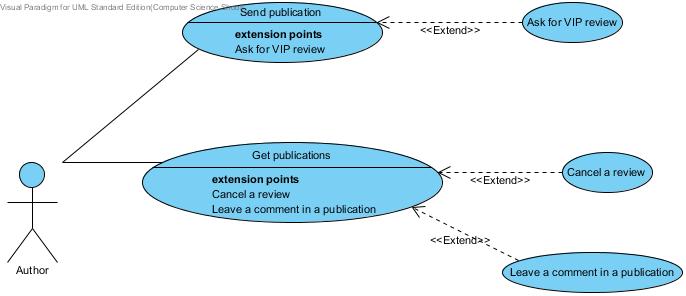 Visual Paradigm for UML Standard Edition(Computer Science Stud
Send publication
extension points
Ask for VIP review
<<Extend>>
Ask for VIP review
Get publications
extension points
Cancel a review
Leave a comment in a publication
<<Extend>>
Cancel a review
<<Extend>>
Leave a comment in a publication
Author